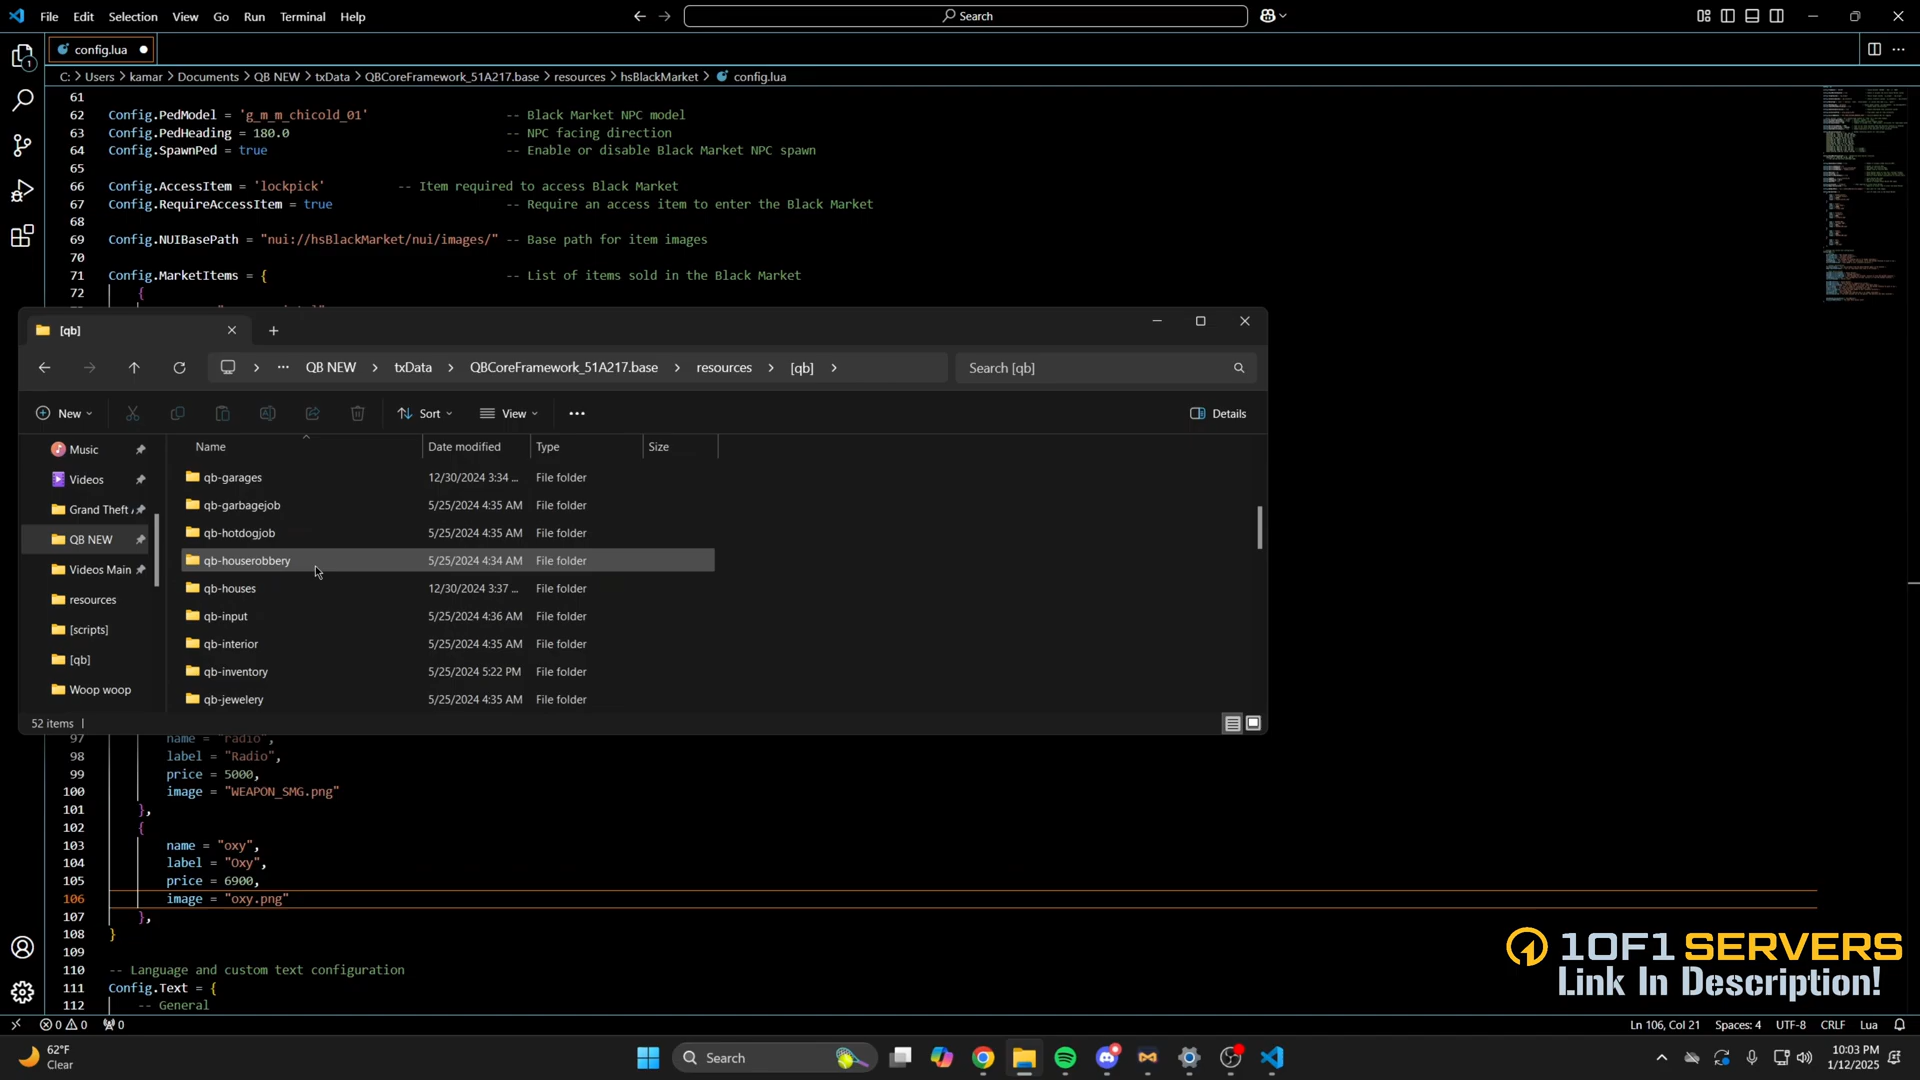 File Edit Selection View Go Run Terminal Help
Search
config.lua
C: > Users > kamar > Documents > QB NEW > txData > QBCoreFramework_51A217.base > resources > hsBlackMarket > config.lua
61
62 Config.PedModel = 'g_m_m_chicold_01' -- Black Market NPC model
63 Config.PedHeading = 180.0 -- NPC facing direction
64 Config.SpawnPed = true -- Enable or disable Black Market NPC spawn
65
66 Config.AccessItem = 'lockpick' -- Item required to access Black Market
67 Config.RequireAccessItem = true -- Require an access item to enter the Black Market
68
69 Config.NUIBasePath = "nui://hsBlackMarket/nui/images/" -- Base path for item images
70
71 Config.MarketItems = { -- List of items sold in the Black Market
72 {
[qb]
QB NEW > txData > QBCoreFramework_51A217.base > resources > [qb] >
Search [qb]
New Sort View Details
Name Date modified Type Size
Music
Videos
Grand Theft
QB NEW
Videos Main
resources
[scripts]
[qb]
Woop woop
qb-garages 12/30/2024 3:34 ... File folder
qb-garbagejob 5/25/2024 4:35 AM File folder
qb-hotdogjob 5/25/2024 4:35 AM File folder
qb-houserobbery 5/25/2024 4:34 AM File folder
qb-houses 12/30/2024 3:37 ... File folder
qb-input 5/25/2024 4:36 AM File folder
qb-interior 5/25/2024 4:35 AM File folder
qb-inventory 5/25/2024 5:22 PM File folder
qb-jewelery 5/25/2024 4:35 AM File folder
52 items
97 name = "radio",
98 label = "Radio",
99 price = 5000,
100 image = "WEAPON_SMG.png"
101 },
102 {
103 name = "oxy",
104 label = "Oxy",
105 price = 6900,
106 image = "oxy.png"
107 },
108 }
109
110 -- Language and custom text configuration
111 Config.Text = {
112 -- General
1OF1 SERVERS
Link In Description!
0 0 0
Ln 106, Col 21 Spaces: 4 UTF-8 CRLF Lua
62°F
Clear
Search
10:03 PM
1/12/2025